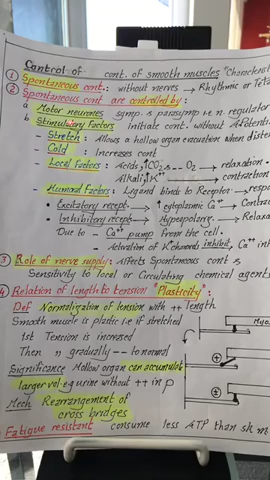 Control of cont. of smooth muscles "Characteristi
① Spontaneous cont.: without nerves → Rhythmic or Teta
② Spontaneous cont are controlled by:
a Motor neurones symp. & parasymp i.e. n. regulator
b Stimulatory Factors initiate cont. without A.Potentia
- Stretch: Allows a hollow organ evacuation when disten
- Cold: Increases cont
- Local Factors: Acids, ↑CO2, ↓ -- O2 → relaxation.
Alkali, ↑K+ → contraction
- Humoral Factors: Ligand binds to Receptor → respo
• Excitatory recept → ↑ cytoplasmic Ca++ → Contra
• Inhibitory recept → Hyperpolariz. → Relaxa
Due to - Ca++ pump from the cell.
- Activation of K+ channels inhibit. Ca++ in
③ Role of nerve supply: Affects Spontaneous cont &
Sensitivity to local or Circulating chemical agents
④ Relation of length to tension "Plasticity":
Def Normalization of tension with ++ length
Smooth muscle is plastic i.e if stretched
1st Tension is increased
Then " gradually -- to normal
Significance Hollow organ can accumulate
larger vol e.g urine without ++ in p
Mech Rearrangement of
cross bridges
Fatigue resistant consume less ATP than sk m